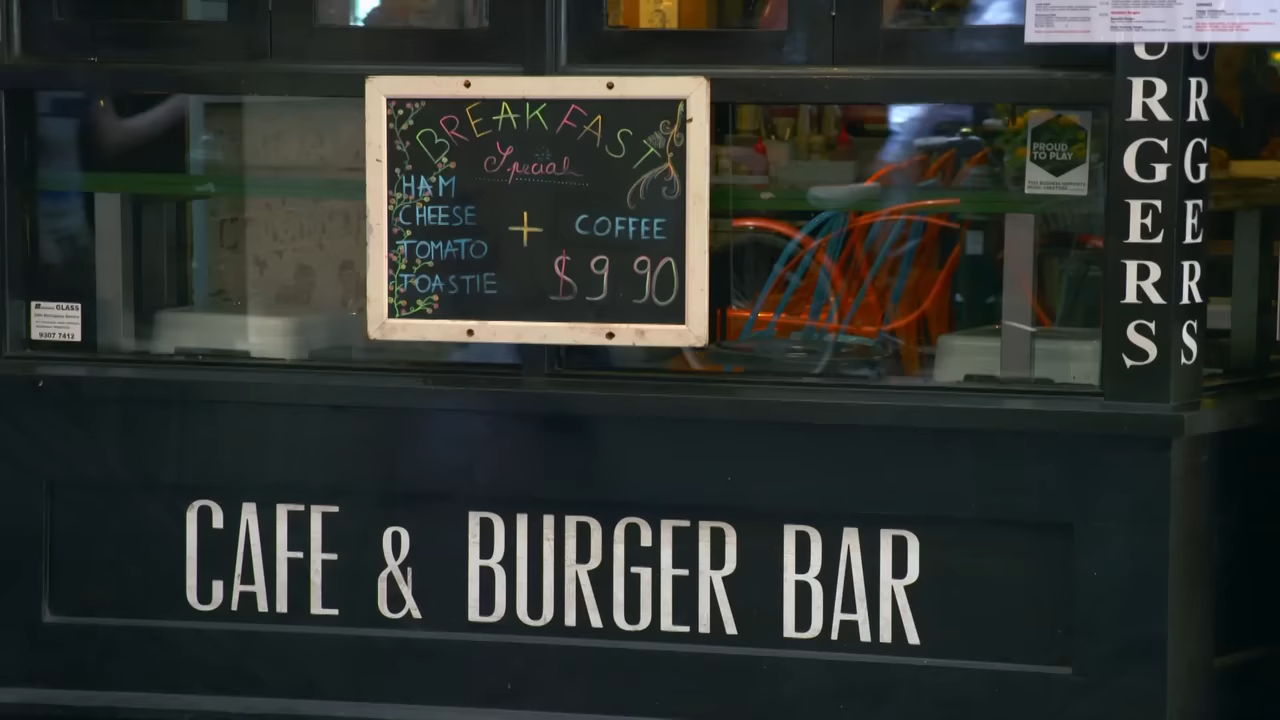 BREAKFAST
Special
HAM
CHEESE
TOMATO
TOASTIE
+
COFFEE
$9.90
PROUD
TO PLAY
GLASS
9307 7412
URGERS
URGERS
CAFE & BURGER BAR